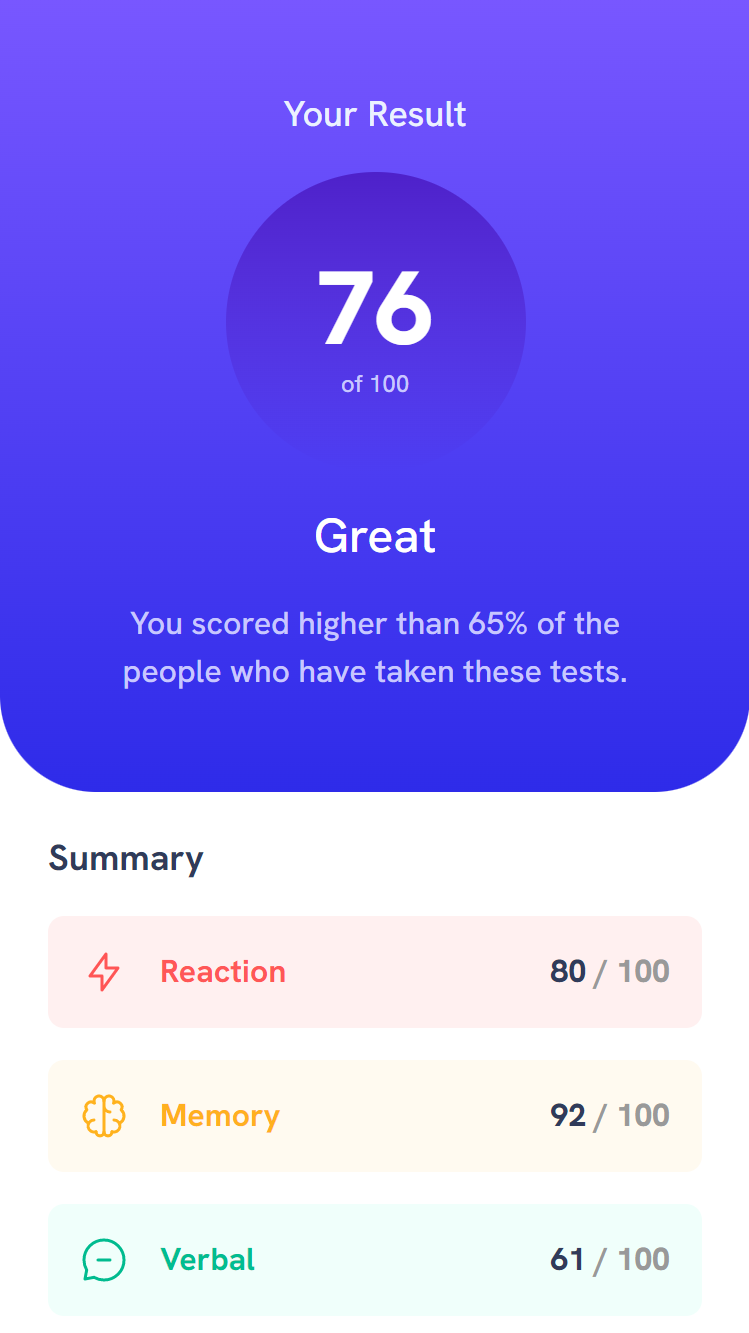 Your Result
76
of 100
Great
You scored higher than 65% of the
people who have taken these tests.
Summary
Reaction 80 / 100
Memory 92 / 100
Verbal 61 / 100